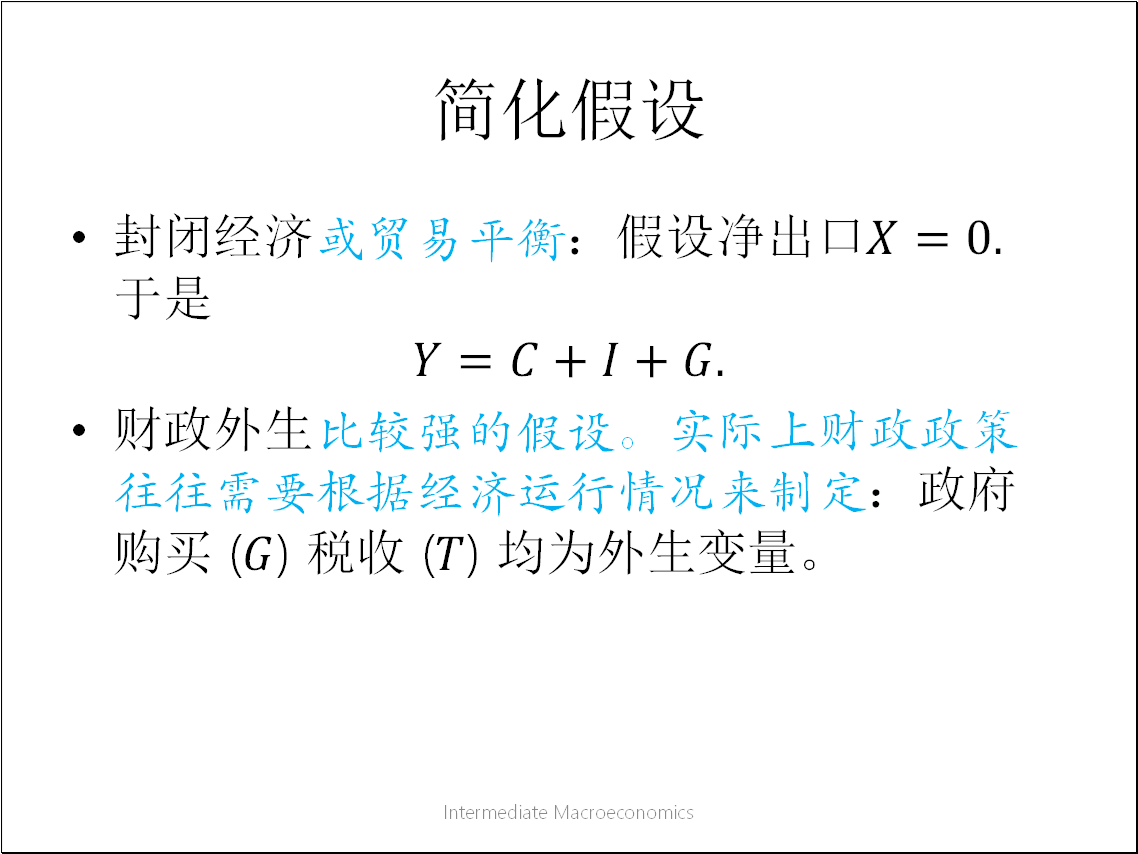 简化假设
• 封闭经济或贸易平衡：假设净出口X = 0.
于是
Y = C + I + G.
• 财政外生比较强的假设。实际上财政政策
往往需要根据经济运行情况来制定：政府
购买 (G) 税收 (T) 均为外生变量。
Intermediate Macroeconomics